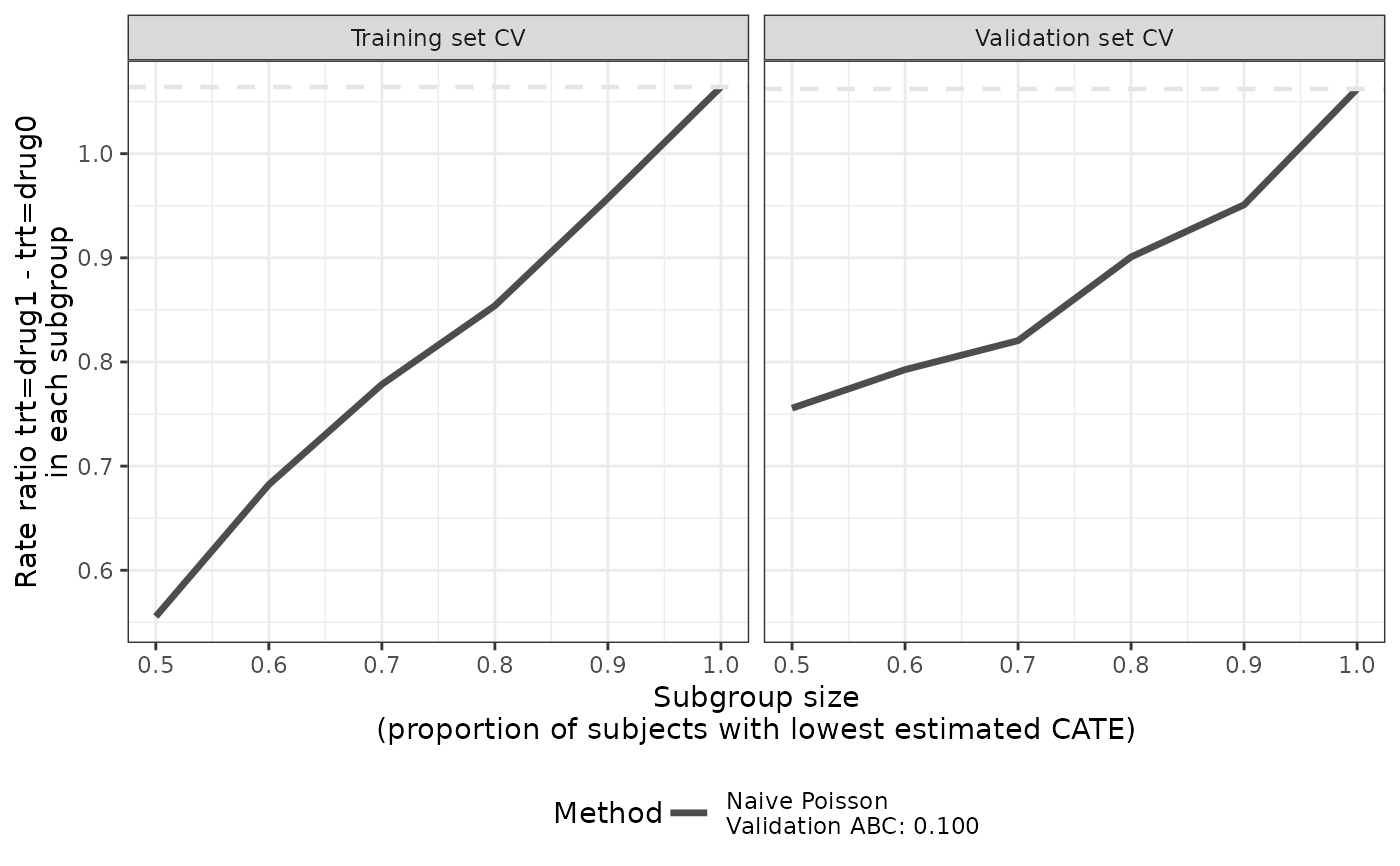 Training set CV
Validation set CV
Rate ratio trt=drug1 - trt=drug0
in each subgroup
1.0
0.9
0.8
0.7
0.6
0.5 0.6 0.7 0.8 0.9 1.0
0.5 0.6 0.7 0.8 0.9 1.0
Subgroup size
(proportion of subjects with lowest estimated CATE)
Method
Naive Poisson
Validation ABC: 0.100